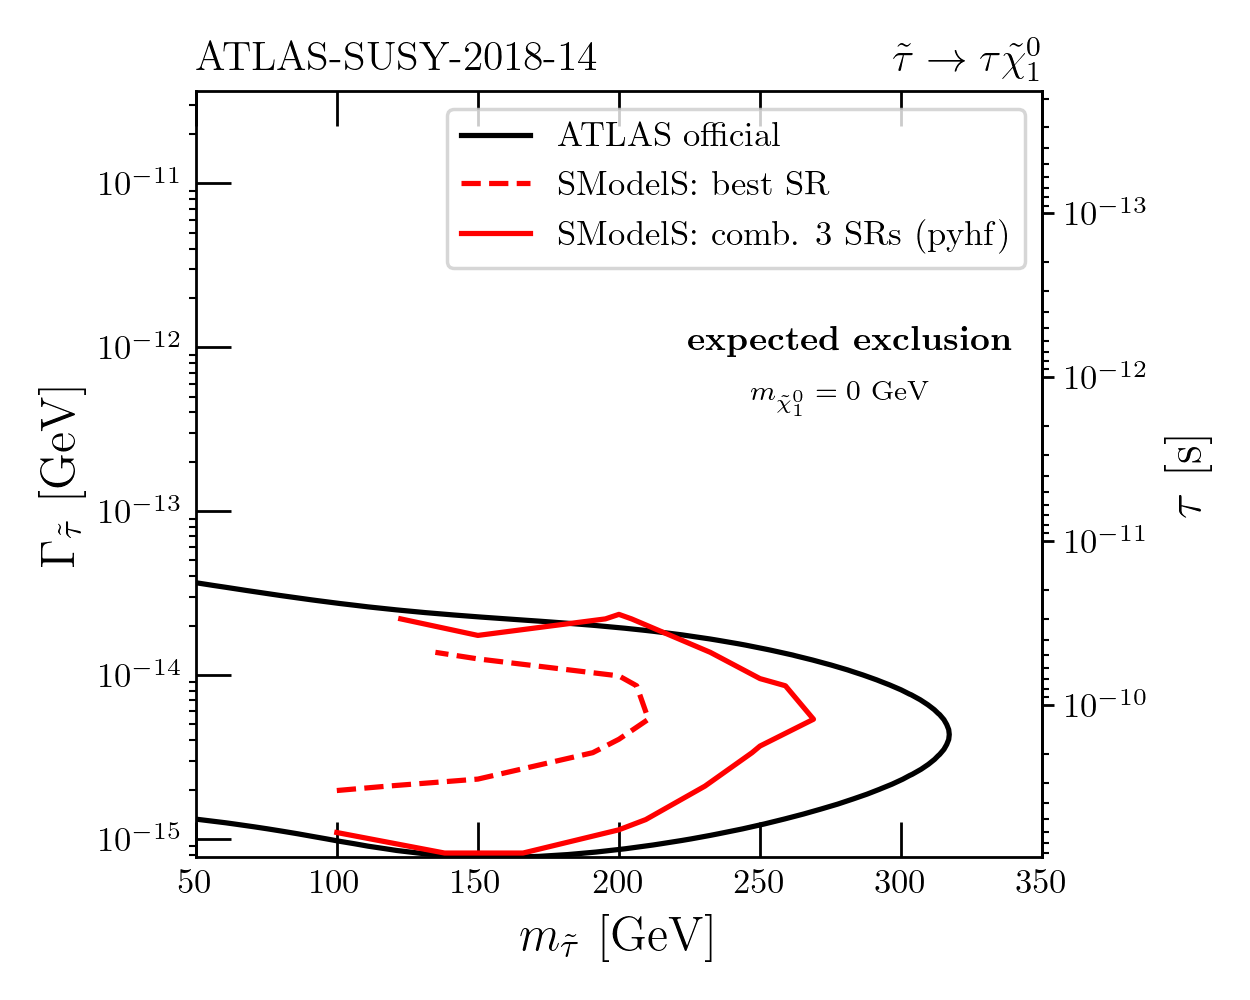 ATLAS-SUSY-2018-14
τ̃ → τχ̃₁⁰
ATLAS official
SModelS: best SR
SModelS: comb. 3 SRs (pyhf)
expected exclusion
m_χ̃₁⁰ = 0 GeV
Γ_τ̃ [GeV]
10⁻¹¹
10⁻¹²
10⁻¹³
10⁻¹⁴
10⁻¹⁵
10⁻¹³
10⁻¹²
10⁻¹¹
10⁻¹⁰
τ [s]
50 100 150 200 250 300 350
m_τ̃ [GeV]